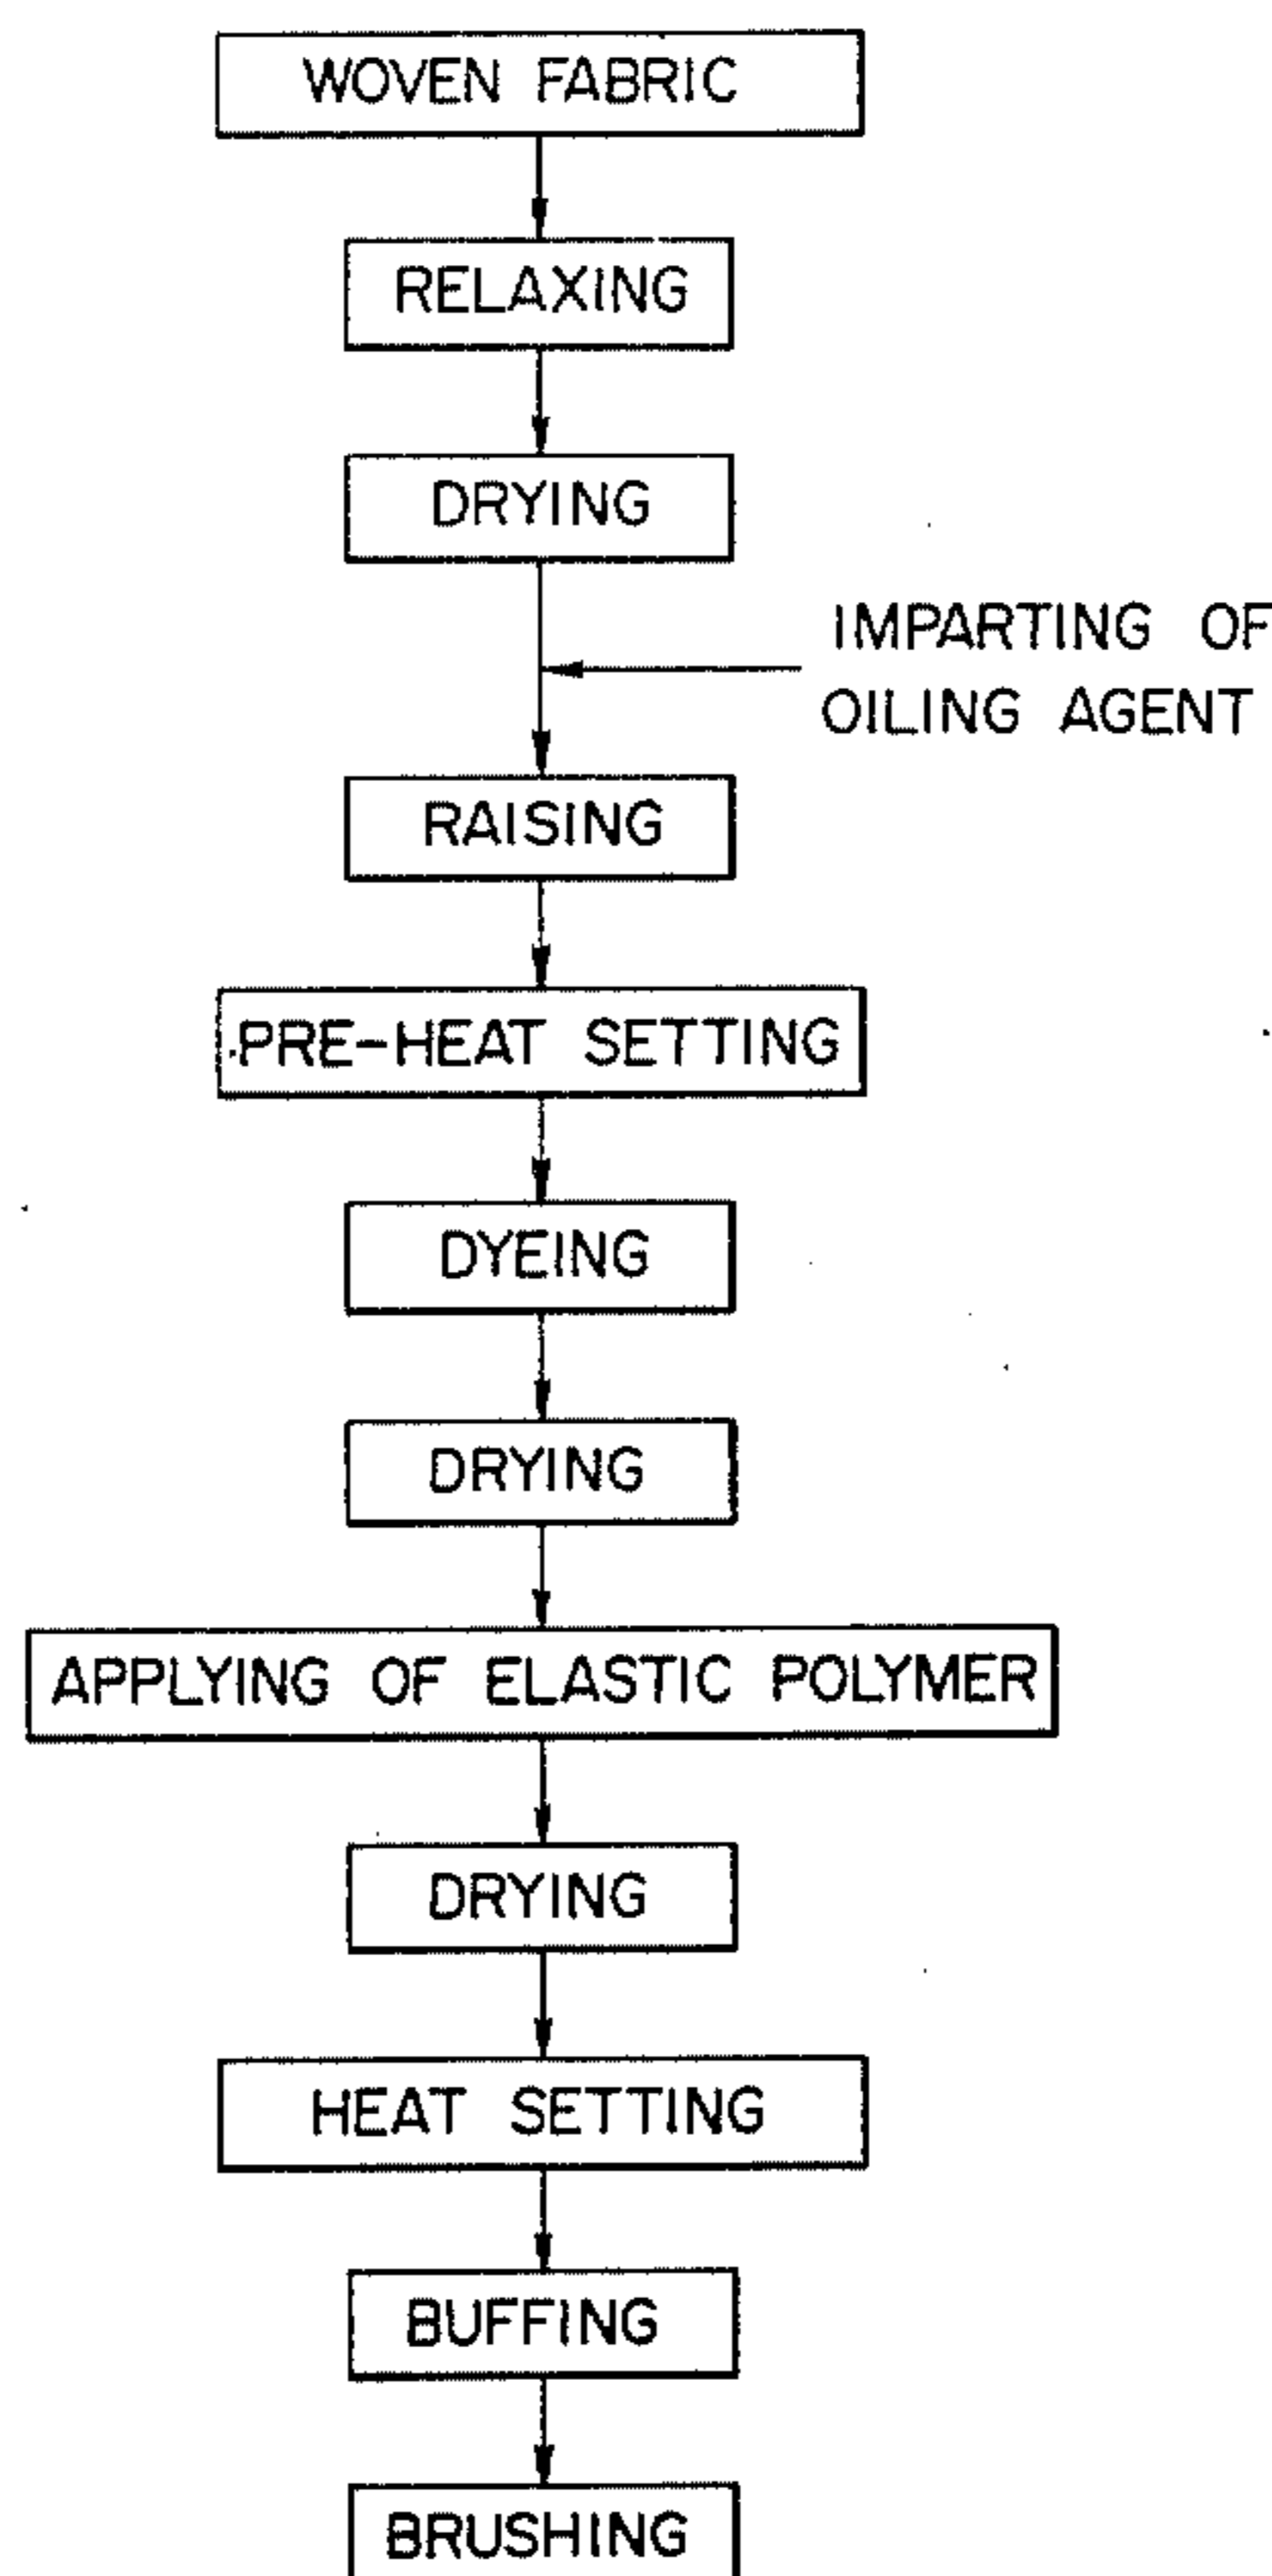 WOVEN FABRIC
RELAXING
DRYING
IMPARTING OF
OILING AGENT
RAISING
PRE-HEAT SETTING
DYEING
DRYING
APPLYING OF ELASTIC POLYMER
DRYING
HEAT SETTING
BUFFING
BRUSHING